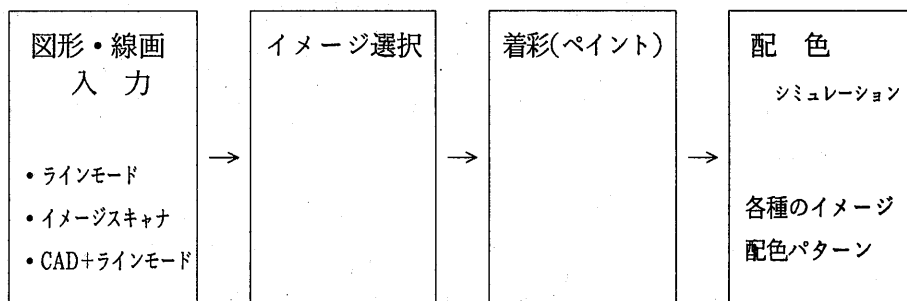 図形・線画
入 力
・ラインモード
・イメージスキャナ
・CAD+ラインモード
→
イメージ選択
→
着彩(ペイント)
→
配 色
シミュレーション
各種のイメージ
配色パターン